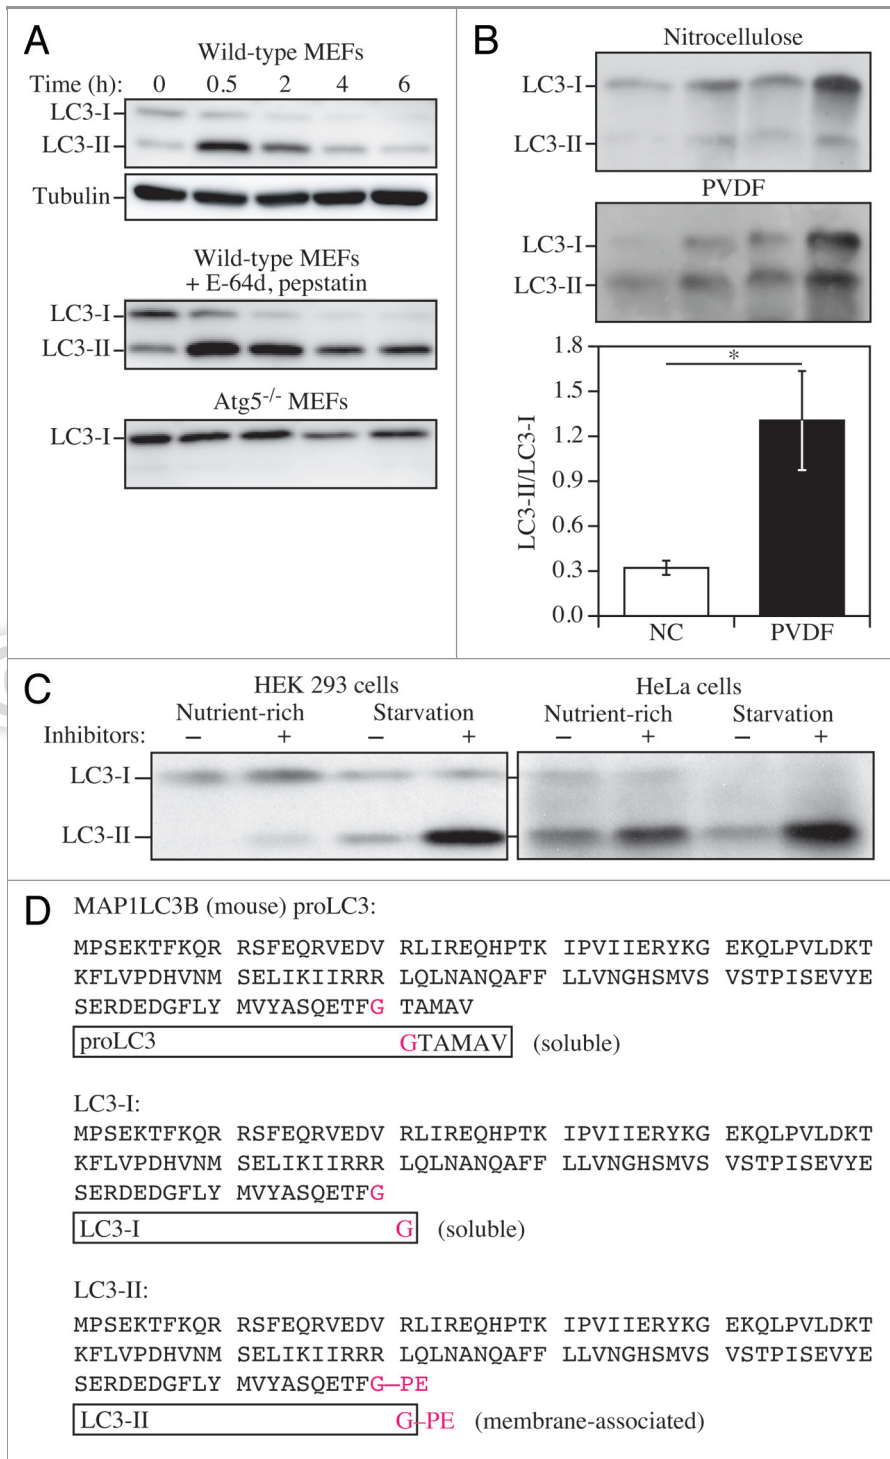 A
Wild-type MEFs
Time (h): 0 0.5 2 4 6
LC3-I
LC3-II
Tubulin
Wild-type MEFs
+ E-64d, pepstatin
LC3-I
LC3-II
Atg5-/- MEFs
LC3-I
B
Nitrocellulose
LC3-I
LC3-II
PVDF
LC3-I
LC3-II
LC3-II/LC3-I
1.8
1.5
1.2
0.9
0.6
0.3
0.0
*
NC PVDF
C
HEK 293 cells HeLa cells
Nutrient-rich Starvation Nutrient-rich Starvation
Inhibitors: – + – + – + – +
LC3-I
LC3-II
D
MAP1LC3B (mouse) proLC3:
MPSEKTFKQR RSFEQRVEDV RLIREQHPTK IPVIIERYKG EKQLPVLDKT
KFLVPDHVNM SELIKIIRRR LQLNANQAFF LLVNGHSMVS VSTPISEVYE
SERDEDGFLY MVYASQETFG TAMAV
proLC3 GTAMAV (soluble)
LC3-I:
MPSEKTFKQR RSFEQRVEDV RLIREQHPTK IPVIIERYKG EKQLPVLDKT
KFLVPDHVNM SELIKIIRRR LQLNANQAFF LLVNGHSMVS VSTPISEVYE
SERDEDGFLY MVYASQETFG
LC3-I G (soluble)
LC3-II:
MPSEKTFKQR RSFEQRVEDV RLIREQHPTK IPVIIERYKG EKQLPVLDKT
KFLVPDHVNM SELIKIIRRR LQLNANQAFF LLVNGHSMVS VSTPISEVYE
SERDEDGFLY MVYASQETFG–PE
LC3-II G–PE (membrane-associated)